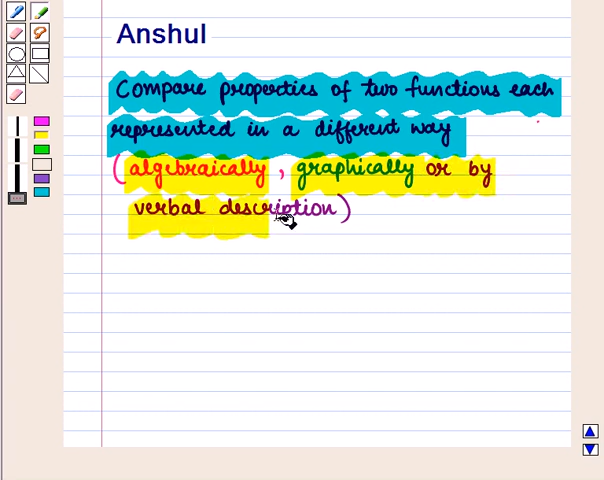 Anshul
Compare properties of two functions each
represented in a different way
(algebraically, graphically or by
verbal description)